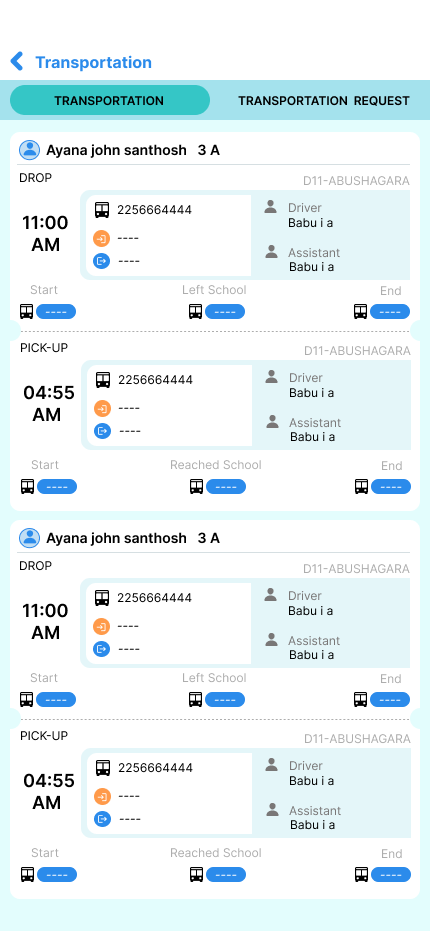 Transportation
TRANSPORTATION TRANSPORTATION REQUEST
Ayana john santhosh 3 A
DROP
D11-ABUSHAGARA
11:00
AM
2256664444
----
----
Driver
Babu i a
Assistant
Babu i a
Start Left School End
---- ---- ----
PICK-UP
D11-ABUSHAGARA
04:55
AM
2256664444
----
----
Driver
Babu i a
Assistant
Babu i a
Start Reached School End
---- ---- ----
Ayana john santhosh 3 A
DROP
D11-ABUSHAGARA
11:00
AM
2256664444
----
----
Driver
Babu i a
Assistant
Babu i a
Start Left School End
---- ---- ----
PICK-UP
D11-ABUSHAGARA
04:55
AM
2256664444
----
----
Driver
Babu i a
Assistant
Babu i a
Start Reached School End
---- ---- ----